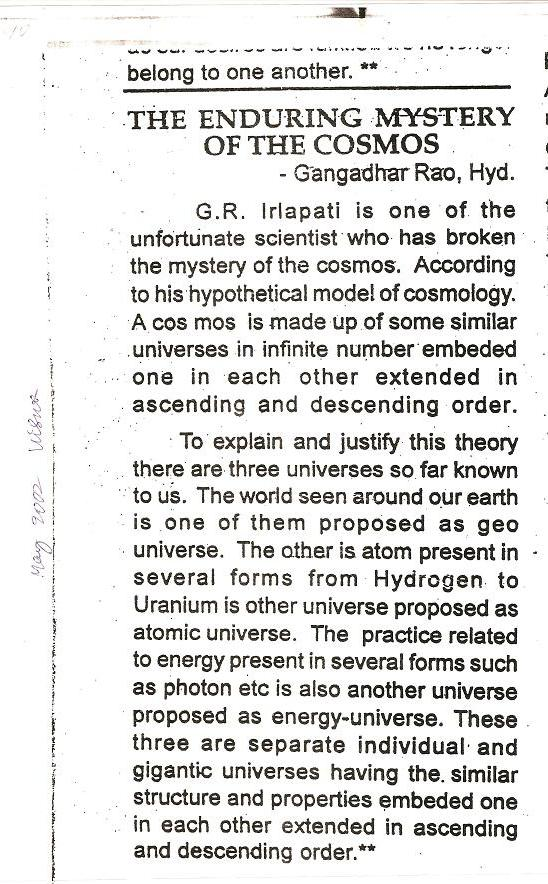 belong to one another. **
THE ENDURING MYSTERY
OF THE COSMOS
- Gangadhar Rao, Hyd.
G.R. Irlapati is one of the
unfortunate scientist who has broken
the mystery of the cosmos. According
to his hypothetical model of cosmology.
A cos mos is made up of some similar
universes in infinite number embeded
one in each other extended in
ascending and descending order.
To explain and justify this theory
there are three universes so far known
to us. The world seen around our earth
is one of them proposed as geo
universe. The other is atom present in
several forms from Hydrogen to
Uranium is other universe proposed as
atomic universe. The practice related
to energy present in several forms such
as photon etc is also another universe
proposed as energy-universe. These
three are separate individual and
gigantic universes having the similar
structure and properties embeded one
in each other extended in ascending
and descending order.**
May 2002